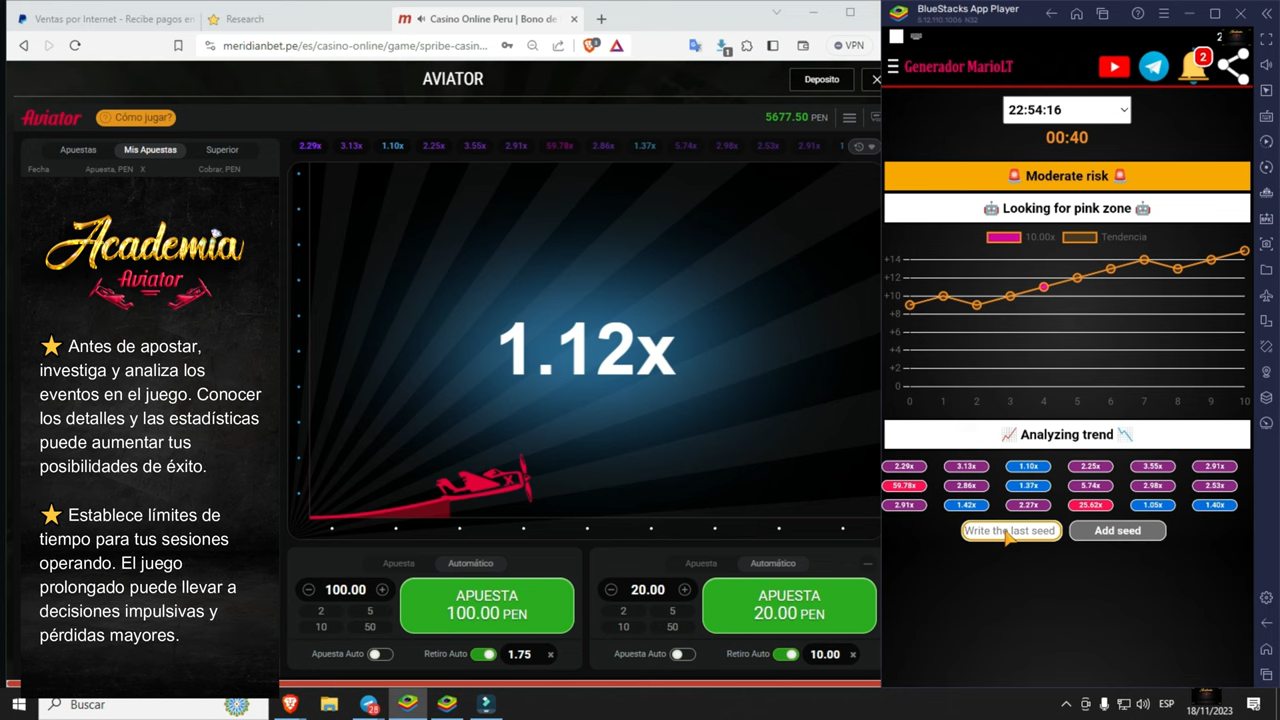 Ventas por Internet - Recibe pagos en
Research
Casino Online Peru | Bono de
meridianbet.pe/es/casino-online/game/spribe-casin...
VPN
AVIATOR
Deposito
Aviator
¿Cómo jugar?
5677.50 PEN
Apuestas
Mis Apuestas
Superior
Fecha
Apuesta, PEN X
Cobrar, PEN
2.29x 3.13x 1.10x 2.25x 3.55x 2.91x 59.78x 2.86x 1.37x 5.74x 2.98x 2.53x 2.91x 1
Academia
Aviator
Antes de apostar,
investiga y analiza los
eventos en el juego. Conocer
los detalles y las estadísticas
puede aumentar tus
posibilidades de éxito.
Establece límites de
tiempo para tus sesiones
operando. El juego
prolongado puede llevar a
decisiones impulsivas y
pérdidas mayores.
1.12x
Apuesta
Automático
100.00
2 5
10 50
APUESTA
100.00 PEN
Apuesta Auto
Retiro Auto
1.75
Apuesta
Automático
20.00
2 5
10 50
APUESTA
20.00 PEN
Apuesta Auto
Retiro Auto
10.00
BlueStacks App Player
5.12.110.1006 N32
2
Generador MarioLT
2
22:54:16
00:40
Moderate risk
Looking for pink zone
10.00x
Tendencia
+14
+12
+10
+8
+6
+4
+2
0
0 1 2 3 4 5 6 7 8 9 10
Analyzing trend
2.29x 3.13x 1.10x 2.25x 3.55x 2.91x
59.78x 2.86x 1.37x 5.74x 2.98x 2.53x
2.91x 1.42x 2.27x 25.62x 1.05x 1.40x
Write the last seed
Add seed
Buscar
28
ESP
18/11/2023